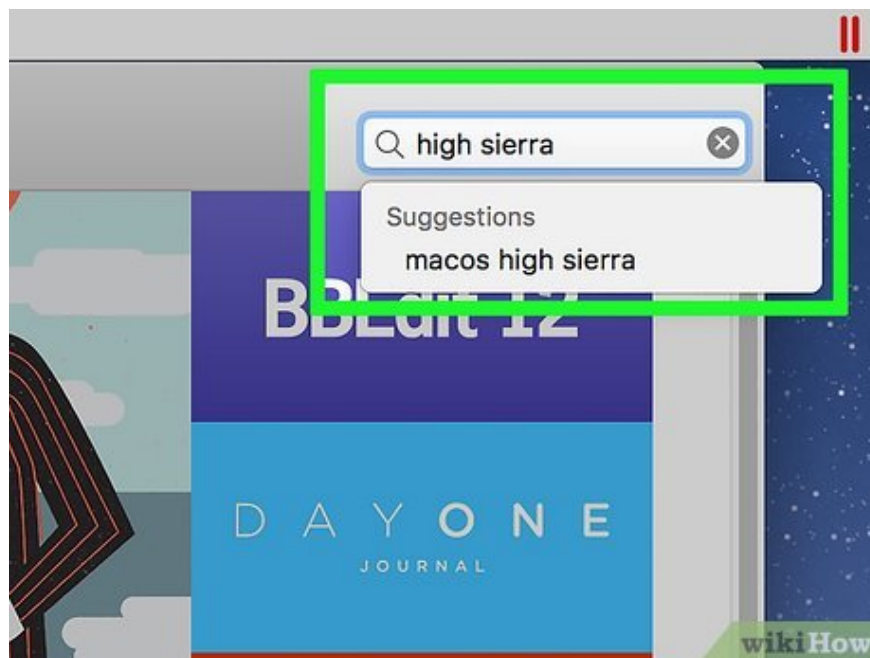 high sierra
Suggestions
macos high sierra
BBEdit 12
DAYONE
JOURNAL
wikiHow